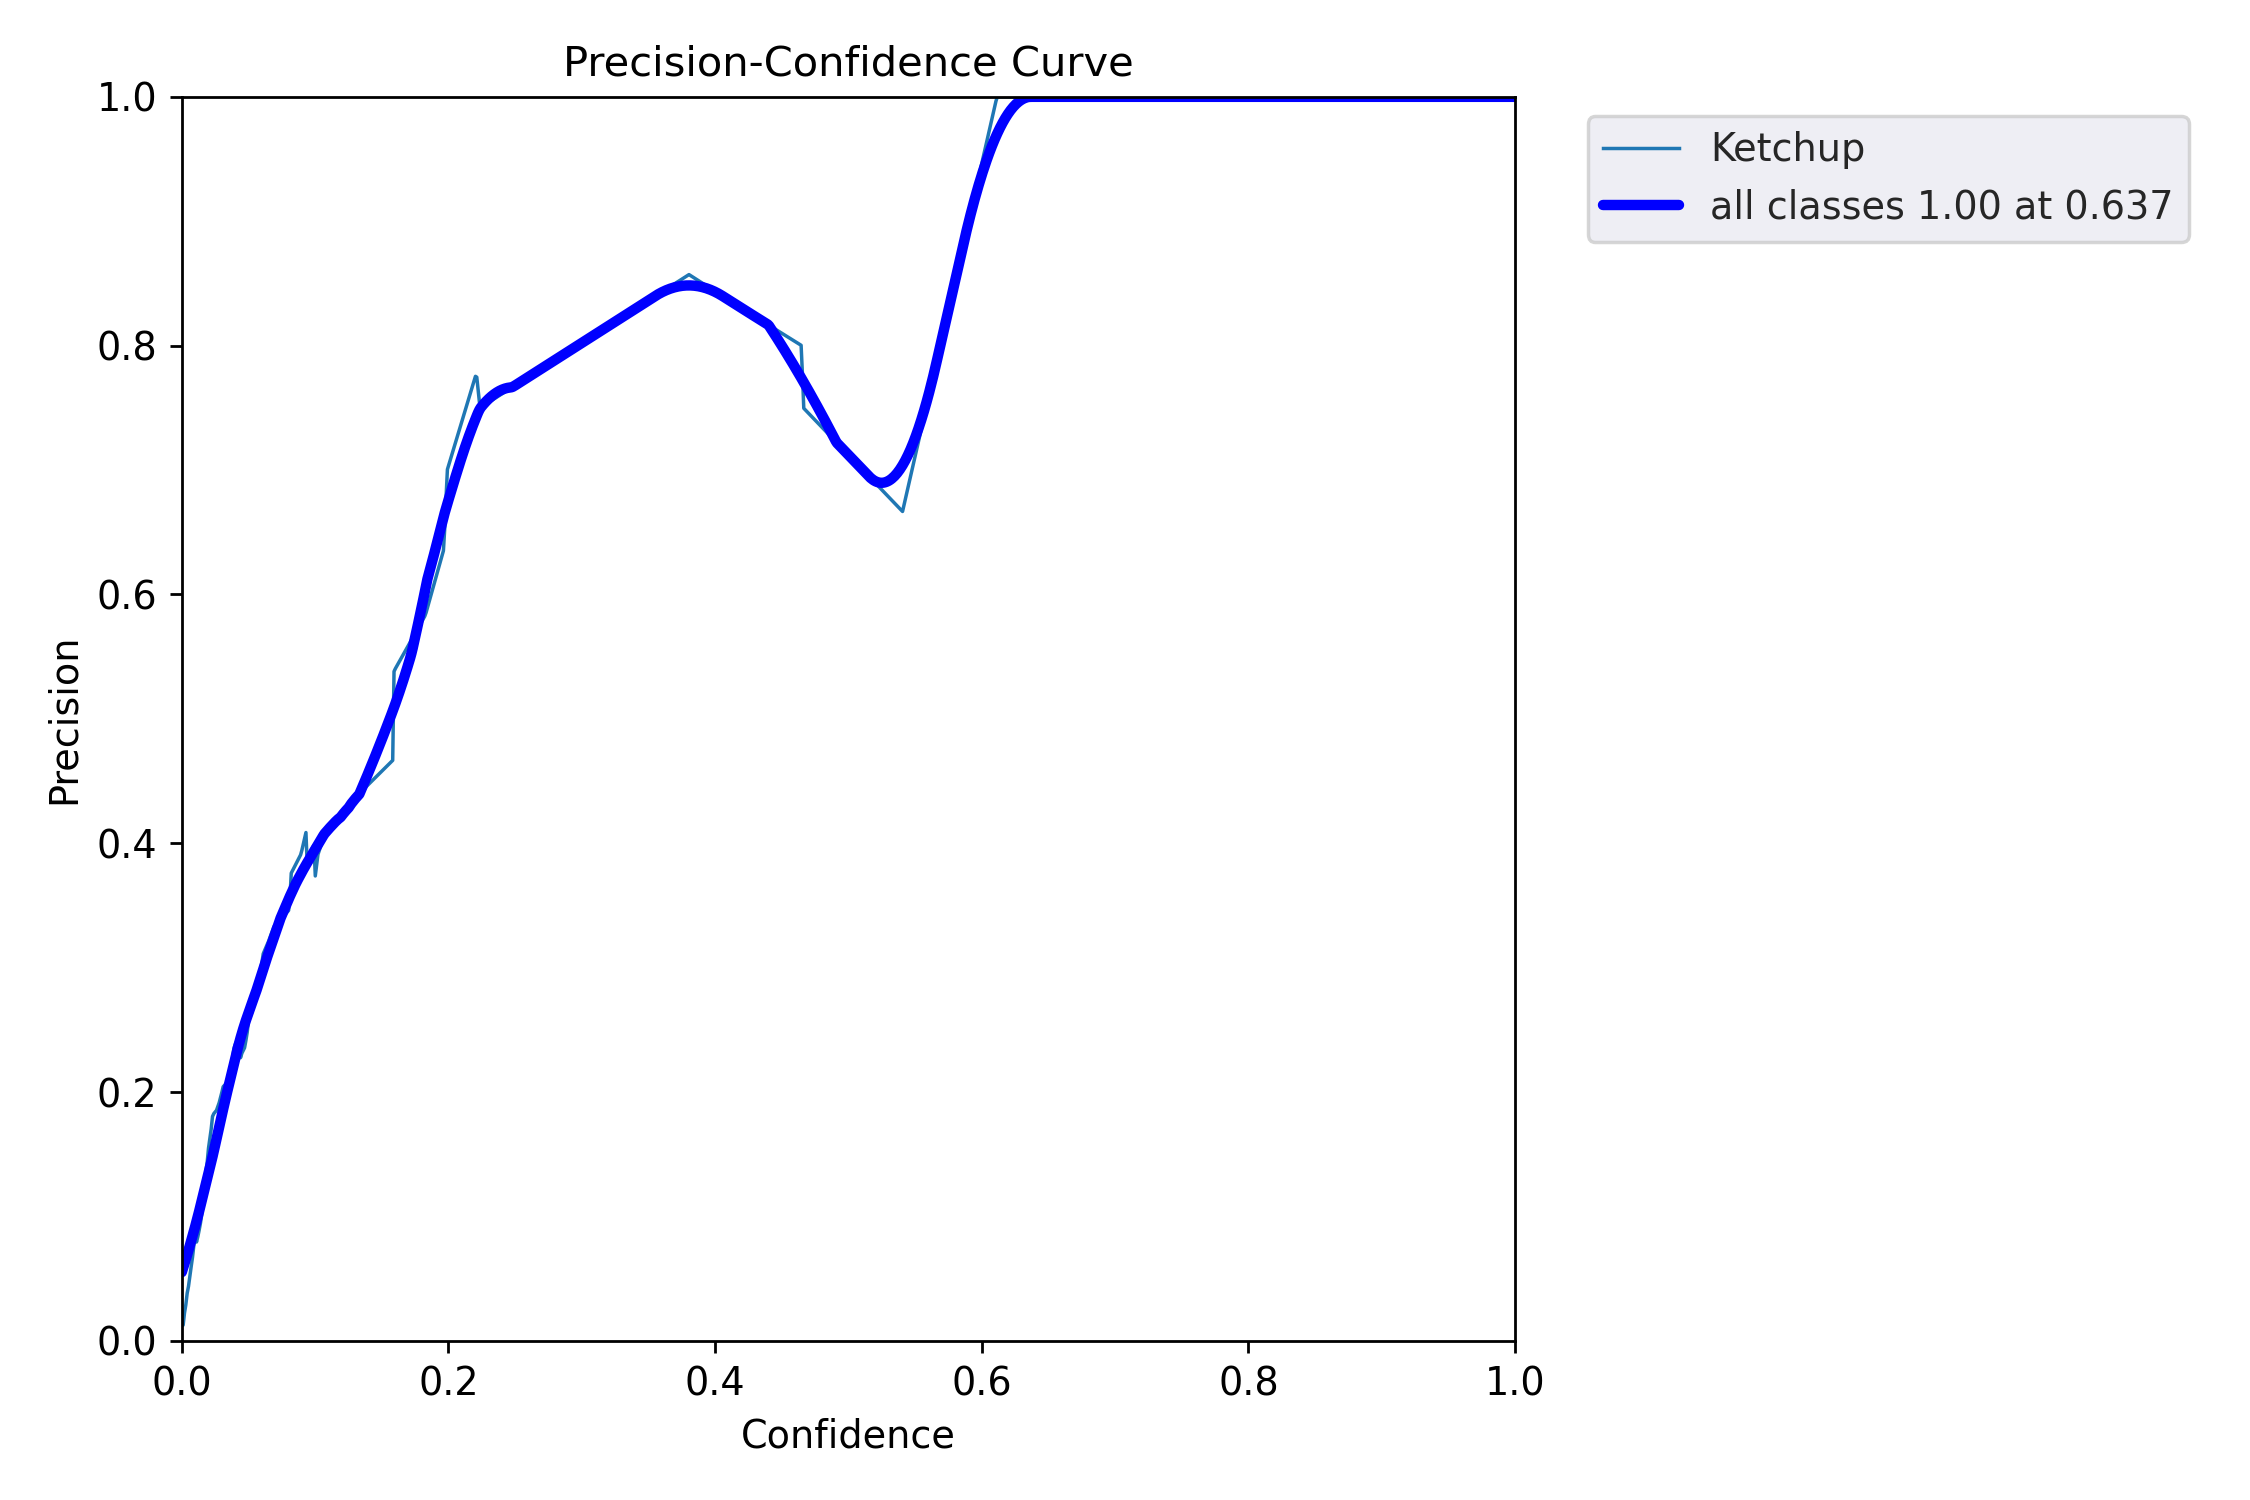 Precision-Confidence Curve
Ketchup
all classes 1.00 at 0.637
Precision
1.0
0.8
0.6
0.4
0.2
0.0
0.0 0.2 0.4 0.6 0.8 1.0
Confidence